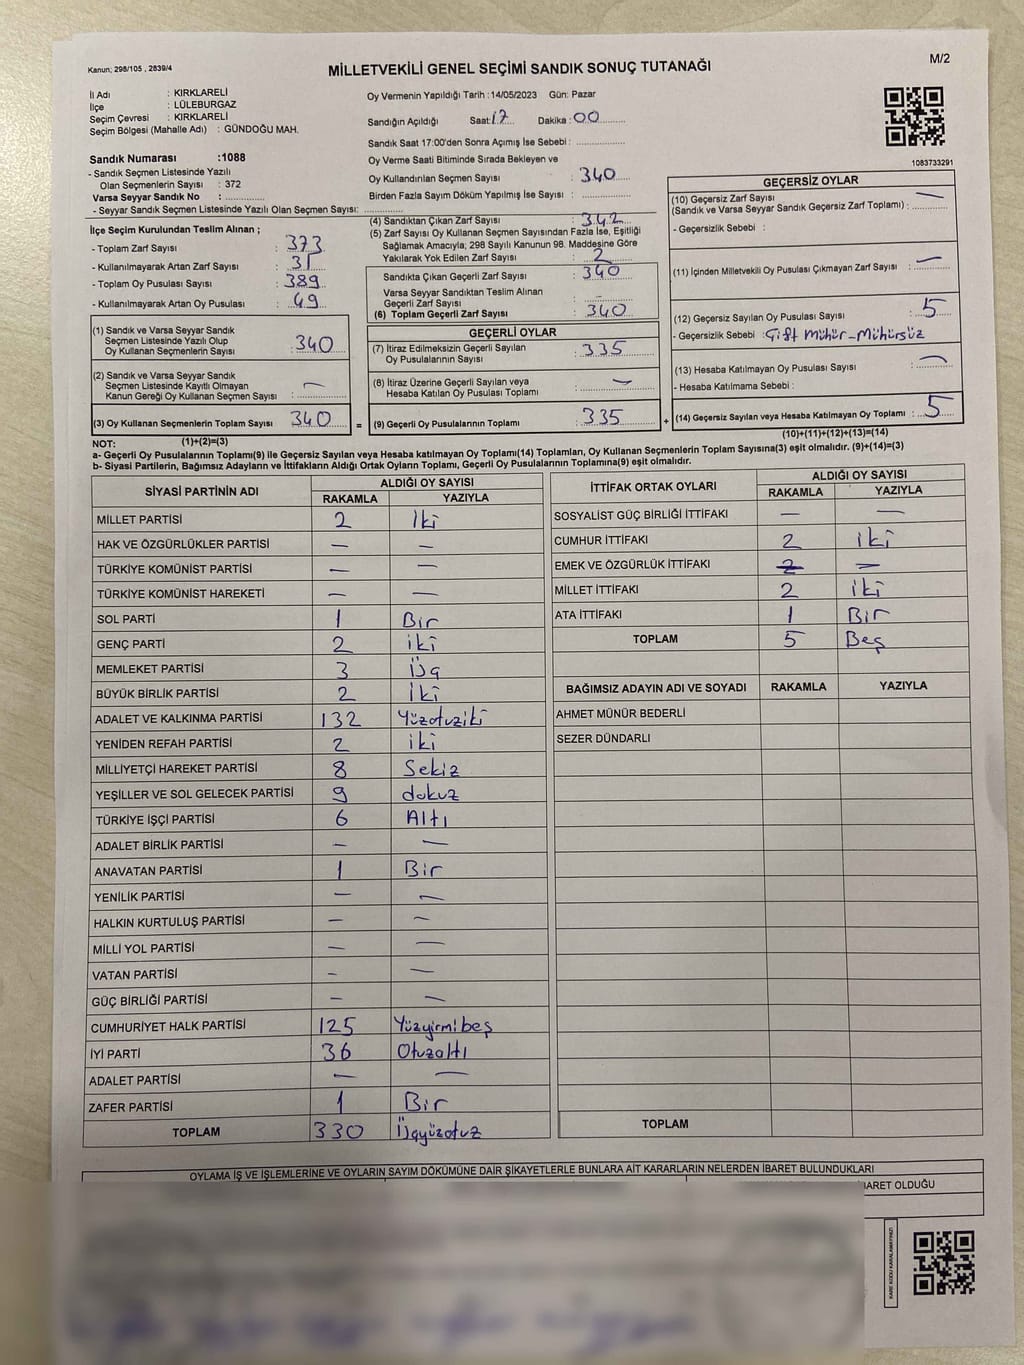 Kanun; 298/105 , 2839/4
M/2
MİLLETVEKİLİ GENEL SEÇİMİ SANDIK SONUÇ TUTANAĞI
İl Adı : KIRKLARELİ
İlçe : LÜLEBURGAZ
Seçim Çevresi : KIRKLARELİ
Seçim Bölgesi (Mahalle Adı) : GÜNDOĞU MAH.
Sandık Numarası :1088
- Sandık Seçmen Listesinde Yazılı
Olan Seçmenlerin Sayısı : 372
Varsa Seyyar Sandık No :
- Seyyar Sandık Seçmen Listesinde Yazılı Olan Seçmen Sayısı:
Oy Vermenin Yapıldığı Tarih :14/05/2023 Gün: Pazar
Sandığın Açıldığı Saat: 17 Dakika : 00
Sandık Saat 17:00'den Sonra Açımış İse Sebebi :
Oy Verme Saati Bitiminde Sırada Bekleyen ve
Oy Kullandırılan Seçmen Sayısı : 340
Birden Fazla Sayım Döküm Yapılmış İse Sayısı :
1083733291
İlçe Seçim Kurulundan Teslim Alınan ;
- Toplam Zarf Sayısı : 373
- Kullanılmayarak Artan Zarf Sayısı : 31
- Toplam Oy Pusulası Sayısı : 389
- Kullanılmayarak Artan Oy Pusulası : 49
(4) Sandıktan Çıkan Zarf Sayısı : 342
(5) Zarf Sayısı Oy Kullanan Seçmen Sayısından Fazla İse, Eşitliği
Sağlamak Amacıyla; 298 Sayılı Kanunun 98. Maddesine Göre
Yakılarak Yok Edilen Zarf Sayısı : 2
Sandıkta Çıkan Geçerli Zarf Sayısı : 340
Varsa Seyyar Sandıktan Teslim Alınan
Geçerli Zarf Sayısı : -
(6) Toplam Geçerli Zarf Sayısı : 340
GEÇERSİZ OYLAR
(10) Geçersiz Zarf Sayısı —
(Sandık ve Varsa Seyyar Sandık Geçersiz Zarf Toplamı) :
- Geçersizlik Sebebi :
(11) İçinden Milletvekili Oy Pusulası Çıkmayan Zarf Sayısı : —
(12) Geçersiz Sayılan Oy Pusulası Sayısı : 5
- Geçersizlik Sebebi : Çift Mühür-Mühürsüz
(13) Hesaba Katılmayan Oy Pusulası Sayısı : —
- Hesaba Katılmama Sebebi :
(14) Geçersiz Sayılan veya Hesaba Katılmayan Oy Toplamı : 5
(10)+(11)+(12)+(13)=(14)
(1) Sandık ve Varsa Seyyar Sandık
Seçmen Listesinde Yazılı Olup
Oy Kullanan Seçmenlerin Sayısı : 340
(2) Sandık ve Varsa Seyyar Sandık
Seçmen Listesinde Kayıtlı Olmayan
Kanun Gereği Oy Kullanan Seçmen Sayısı : —
(3) Oy Kullanan Seçmenlerin Toplam Sayısı : 340 =
GEÇERLİ OYLAR
(7) İtiraz Edilmeksizin Geçerli Sayılan
Oy Pusulalarının Sayısı : 335
(8) İtiraz Üzerine Geçerli Sayılan veya
Hesaba Katılan Oy Pusulası Toplamı : —
(9) Geçerli Oy Pusulalarının Toplamı : 335 +
NOT: (1)+(2)=(3)
a- Geçerli Oy Pusulalarının Toplamı(9) ile Geçersiz Sayılan veya Hesaba katılmayan Oy Toplamı(14) Toplamları, Oy Kullanan Seçmenlerin Toplam Sayısına(3) eşit olmalıdır. (9)+(14)=(3)
b- Siyasi Partilerin, Bağımsız Adayların ve İttifakların Aldığı Ortak Oyların Toplamı, Geçerli Oy Pusulalarının Toplamına(9) eşit olmalıdır.
SİYASİ PARTİNİN ADI ALDIĞI OY SAYISI
RAKAMLA YAZIYLA
MİLLET PARTİSİ 2 İki
HAK VE ÖZGÜRLÜKLER PARTİSİ — —
TÜRKİYE KOMÜNİST PARTİSİ — —
TÜRKİYE KOMÜNİST HAREKETİ — —
SOL PARTİ 1 Bir
GENÇ PARTİ 2 iki
MEMLEKET PARTİSİ 3 Üç
BÜYÜK BİRLİK PARTİSİ 2 İki
ADALET VE KALKINMA PARTİSİ 132 Yüzotuziki
YENİDEN REFAH PARTİSİ 2 iki
MİLLİYETÇİ HAREKET PARTİSİ 8 Sekiz
YEŞİLLER VE SOL GELECEK PARTİSİ 9 dokuz
TÜRKİYE İŞÇİ PARTİSİ 6 Altı
ADALET BİRLİK PARTİSİ — —
ANAVATAN PARTİSİ 1 Bir
YENİLİK PARTİSİ — —
HALKIN KURTULUŞ PARTİSİ — —
MİLLİ YOL PARTİSİ — —
VATAN PARTİSİ — —
GÜÇ BİRLİĞİ PARTİSİ — —
CUMHURİYET HALK PARTİSİ 125 Yüzyirmibeş
İYİ PARTİ 36 Otuzaltı
ADALET PARTİSİ — —
ZAFER PARTİSİ 1 Bir
TOPLAM 330 Üçyüzotuz
İTTİFAK ORTAK OYLARI ALDIĞI OY SAYISI
RAKAMLA YAZIYLA
SOSYALİST GÜÇ BİRLİĞİ İTTİFAKI — —
CUMHUR İTTİFAKI 2 iki
EMEK VE ÖZGÜRLÜK İTTİFAKI 2 —
MİLLET İTTİFAKI 2 iki
ATA İTTİFAKI 1 Bir
TOPLAM 5 Beş
BAĞIMSIZ ADAYIN ADI VE SOYADI RAKAMLA YAZIYLA
AHMET MÜNÜR BEDERLİ
SEZER DÜNDARLI
TOPLAM
OYLAMA İŞ VE İŞLEMLERİNE VE OYLARIN SAYIM DÖKÜMÜNE DAİR ŞİKAYETLERLE BUNLARA AİT KARARLARIN NELERDEN İBARET BULUNDUKLARI
BARET OLDUĞU
KARE KODU KARALAMAYINIZ!